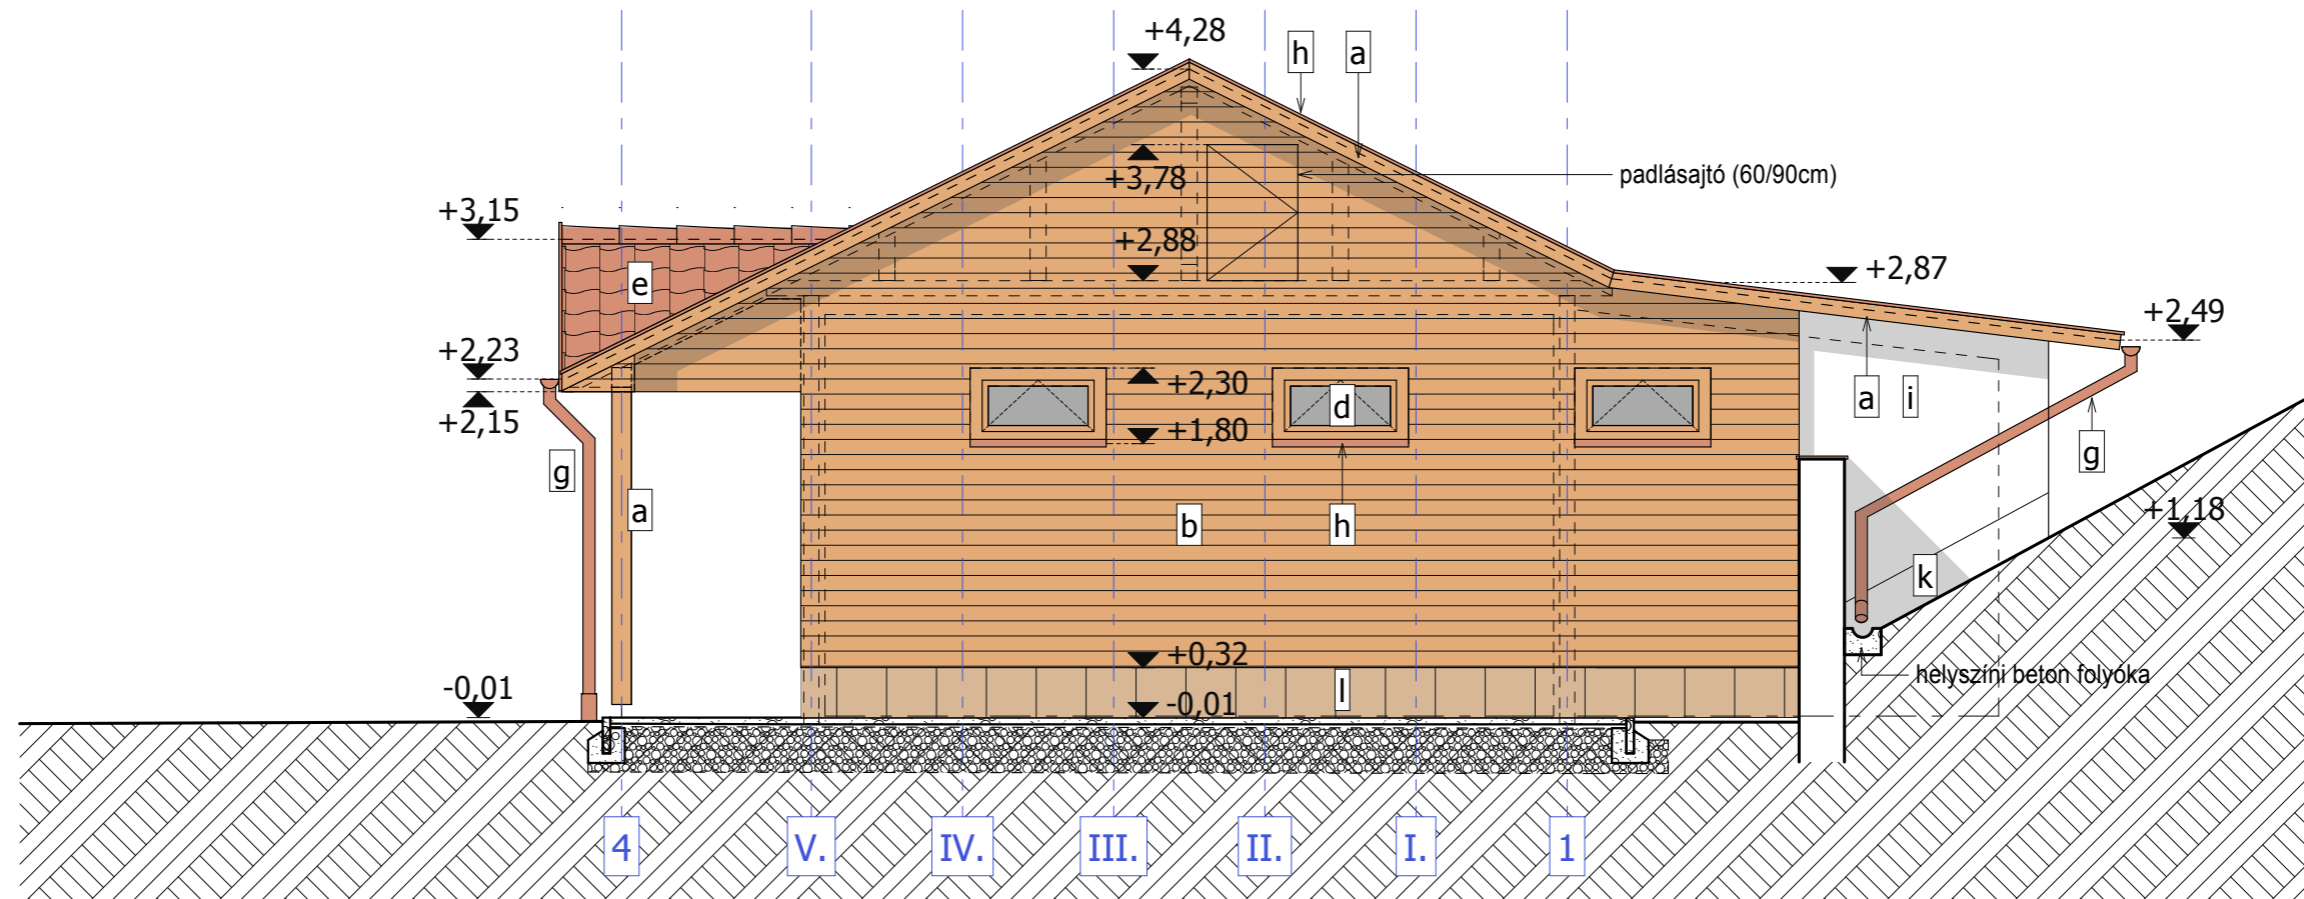 +4,28
h
a
+3,78
padlásajtó (60/90cm)
+3,15
+2,88
+2,87
e
+2,49
+2,23
+2,30
d
a
i
+2,15
+1,80
g
g
a
b
h
+1,18
k
+0,32
helyszíni beton folyóka
-0,01
l
-0,01
4
V.
IV.
III.
II.
I.
1